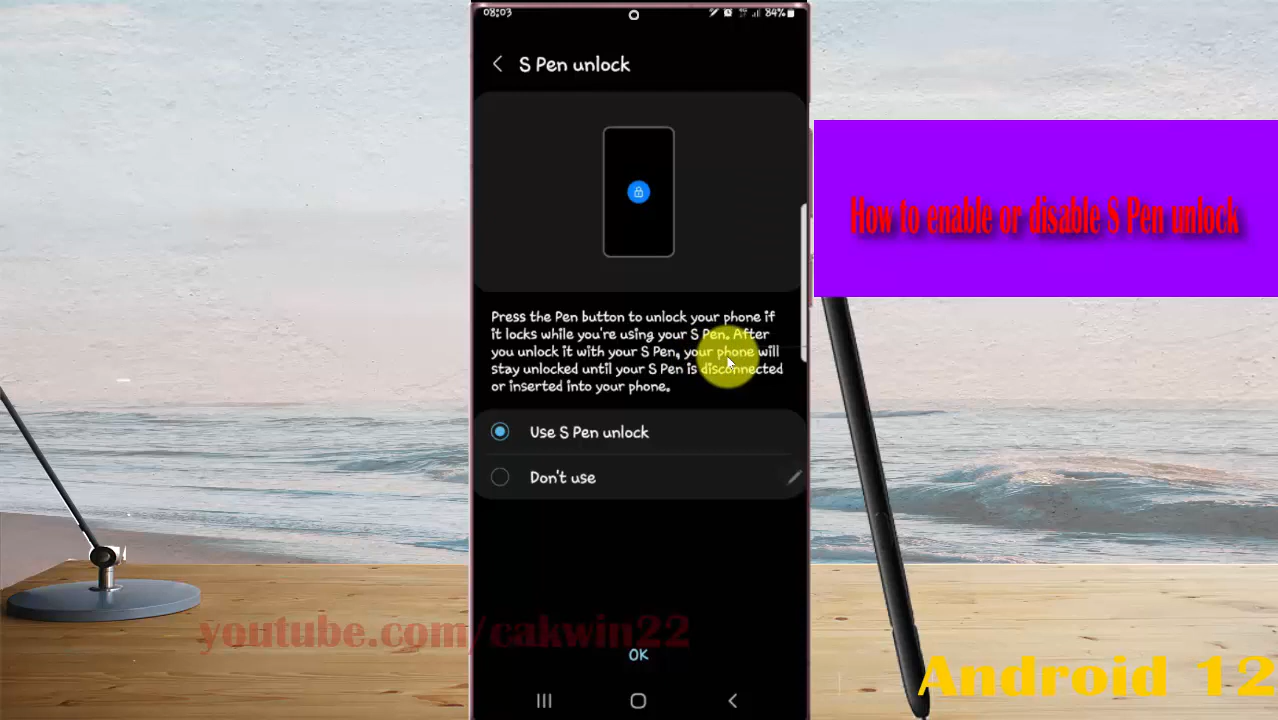 08:03
84%
S Pen unlock
How to enable or disable S Pen unlock
Press the Pen button to unlock your phone if
it locks while you're using your S Pen. After
you unlock it with your S Pen, your phone will
stay unlocked until your S Pen is disconnected
or inserted into your phone.
Use S Pen unlock
Don't use
youtube.com/cakwin22
OK
Android 12